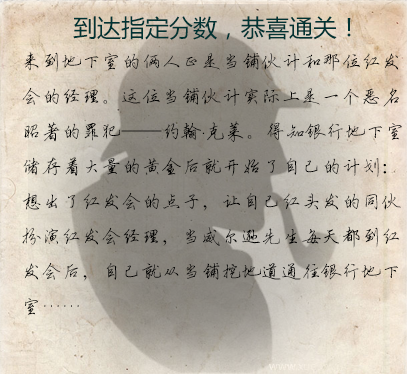 到达指定分数，恭喜通关！
来到地下室的俩人正是当铺伙计和那位红发
会的经理。这位当铺伙计实际上是一个恶名
昭著的罪犯——约翰·克莱。得知银行地下室
储存着大量的黄金后就开始了自己的计划：
想出了红发会的点子，让自己红头发的同伙
扮演红发会经理，当威尔逊先生每天都到红
发会后，自己就从当铺挖地道通往银行地下
室……